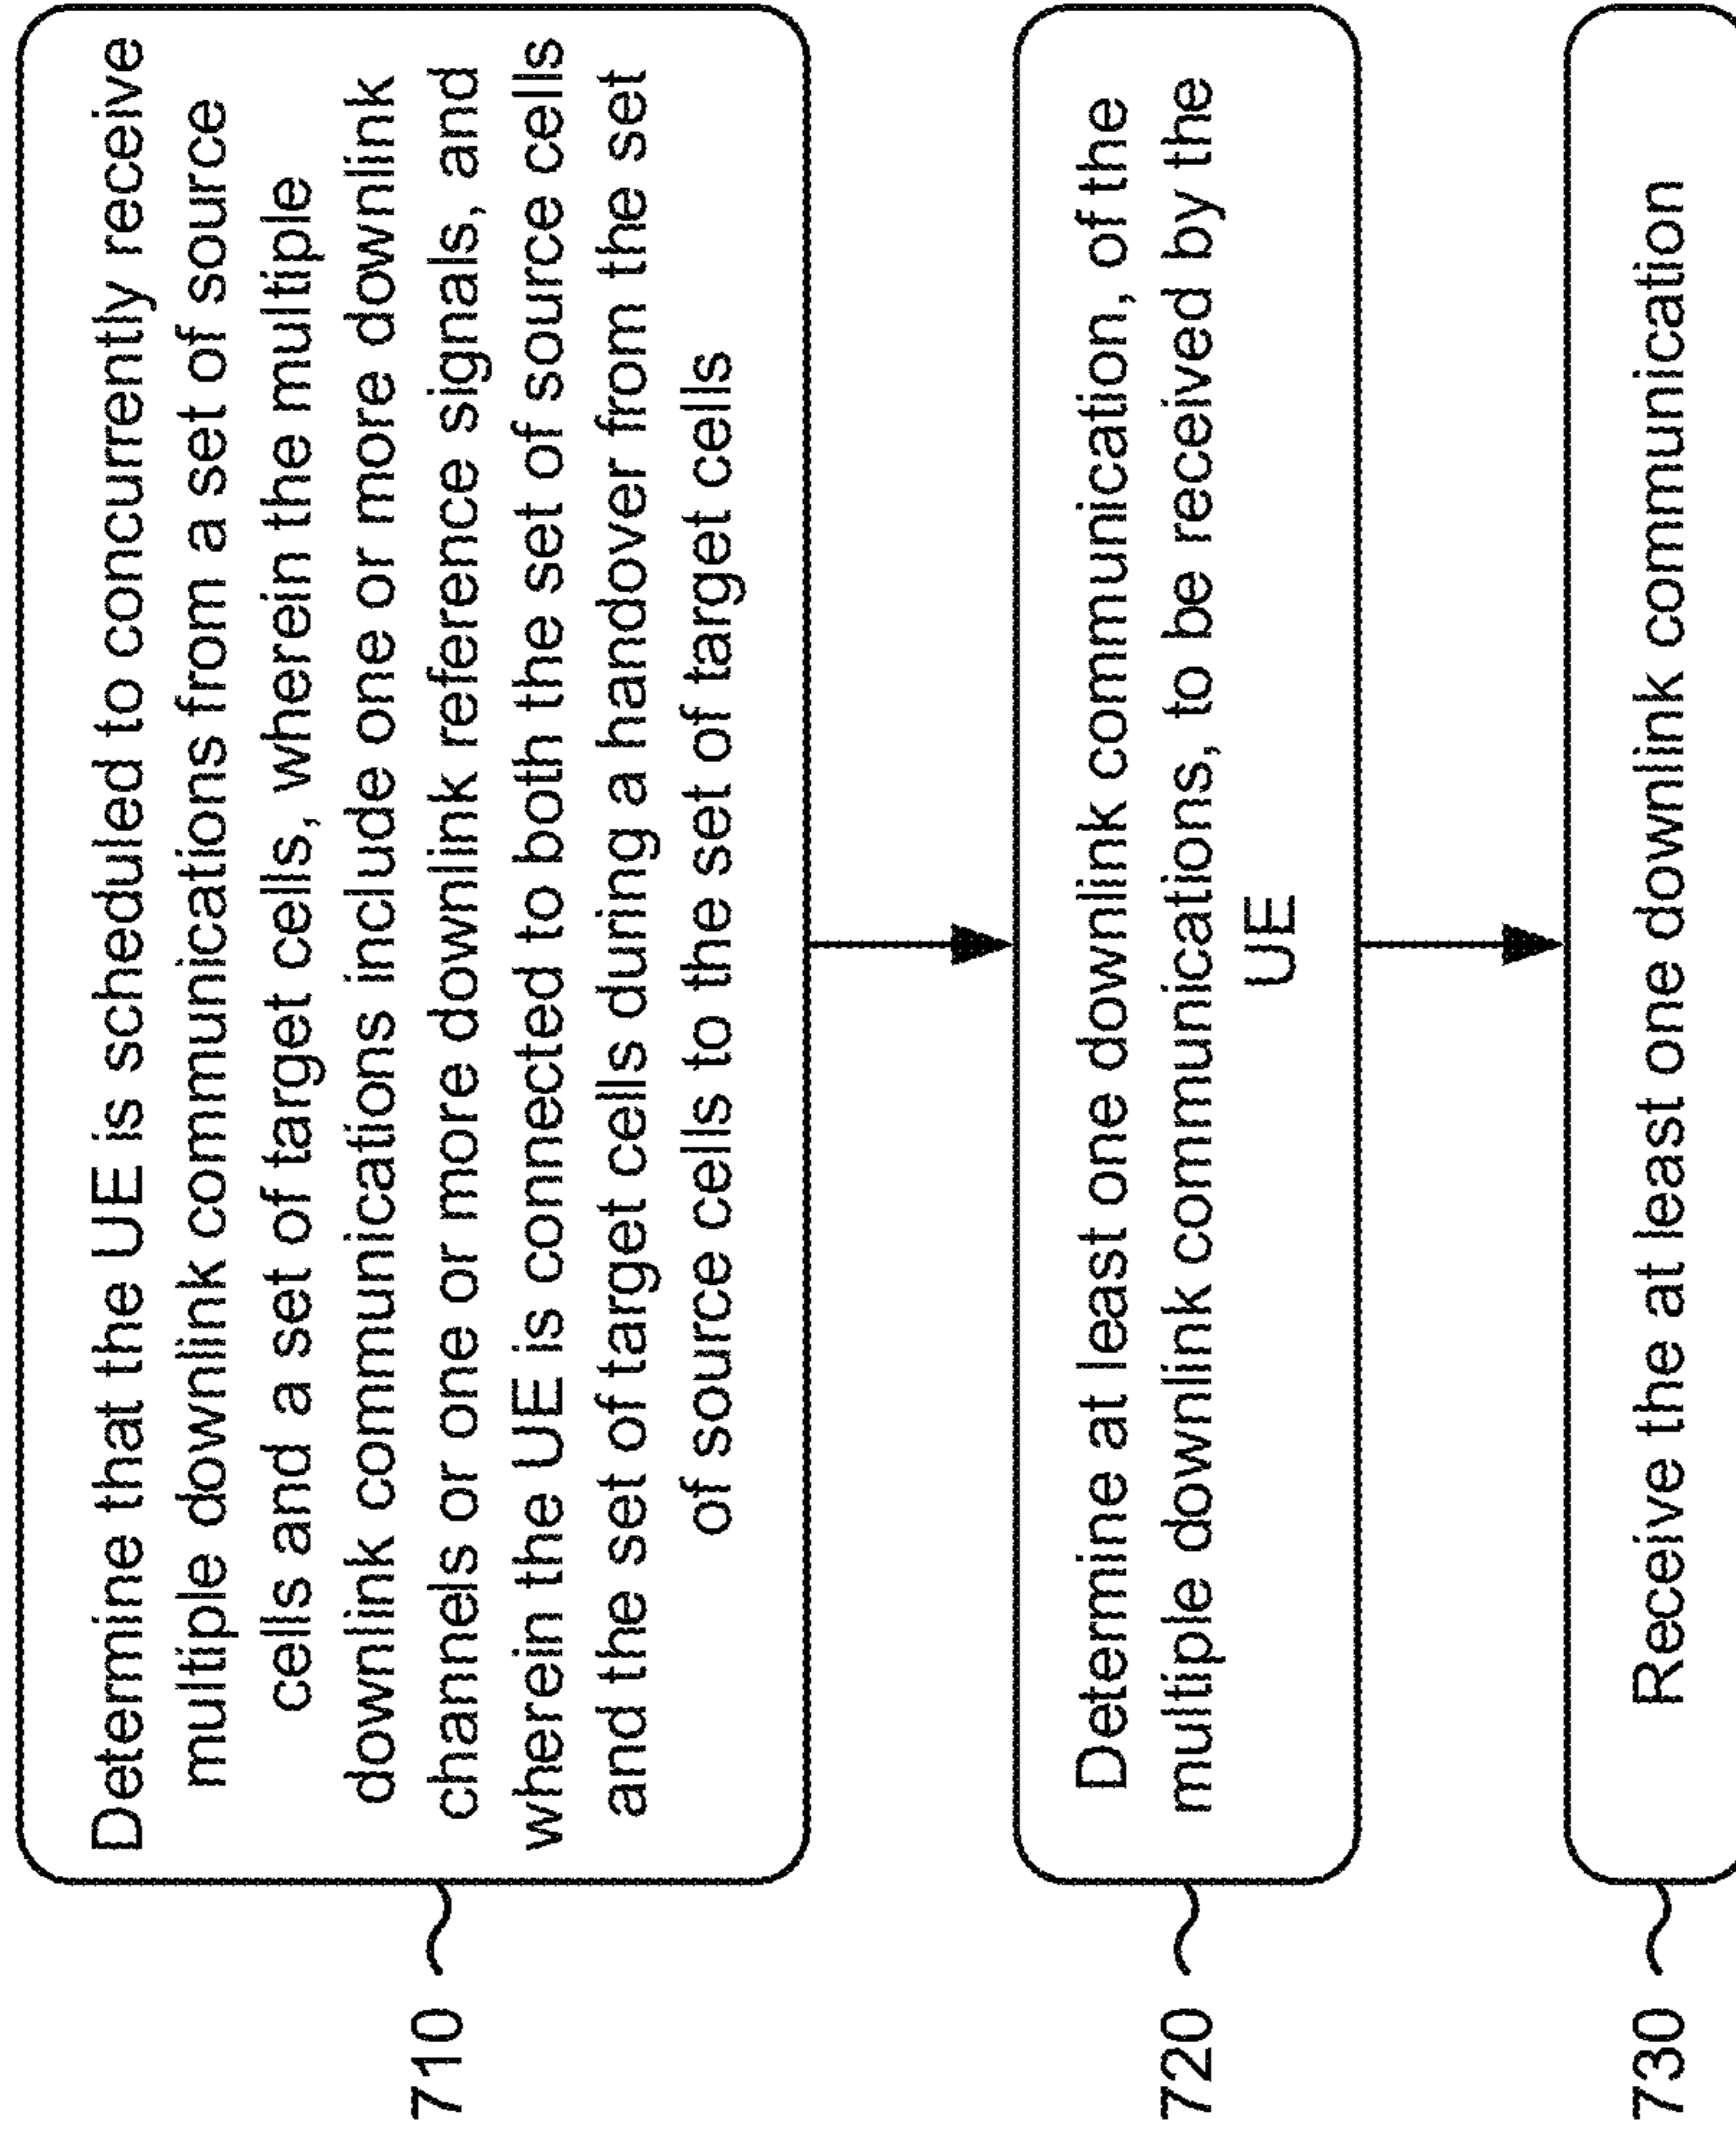 710
Determine that the UE is scheduled to concurrently receive
multiple downlink communications from a set of source
cells and a set of target cells, wherein the multiple
downlink communications include one or more downlink
channels or one or more downlink reference signals, and
wherein the UE is connected to both the set of source cells
and the set of target cells during a handover from the set
of source cells to the set of target cells
720
Determine at least one downlink communication, of the
multiple downlink communications, to be received by the
UE
730
Receive the at least one downlink communication